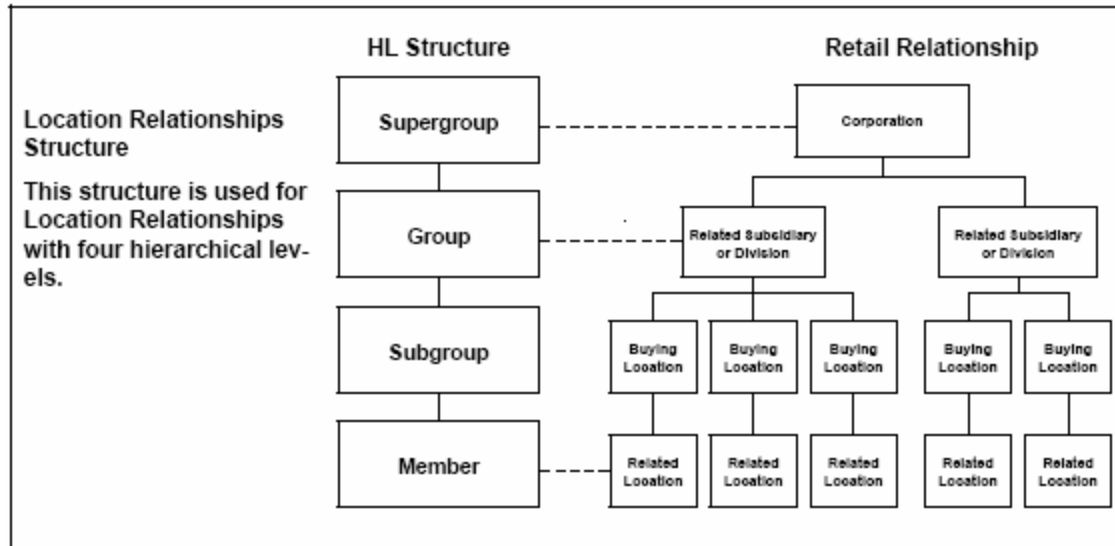 HL Structure
Retail Relationship
Location Relationships
Structure
This structure is used for
Location Relationships
with four hierarchical lev-
els.
Supergroup
Corporation
Group
Related Subsidiary
or Division
Related Subsidiary
or Division
Subgroup
Buying
Location
Buying
Location
Buying
Location
Buying
Location
Buying
Location
Member
Related
Location
Related
Location
Related
Location
Related
Location
Related
Location